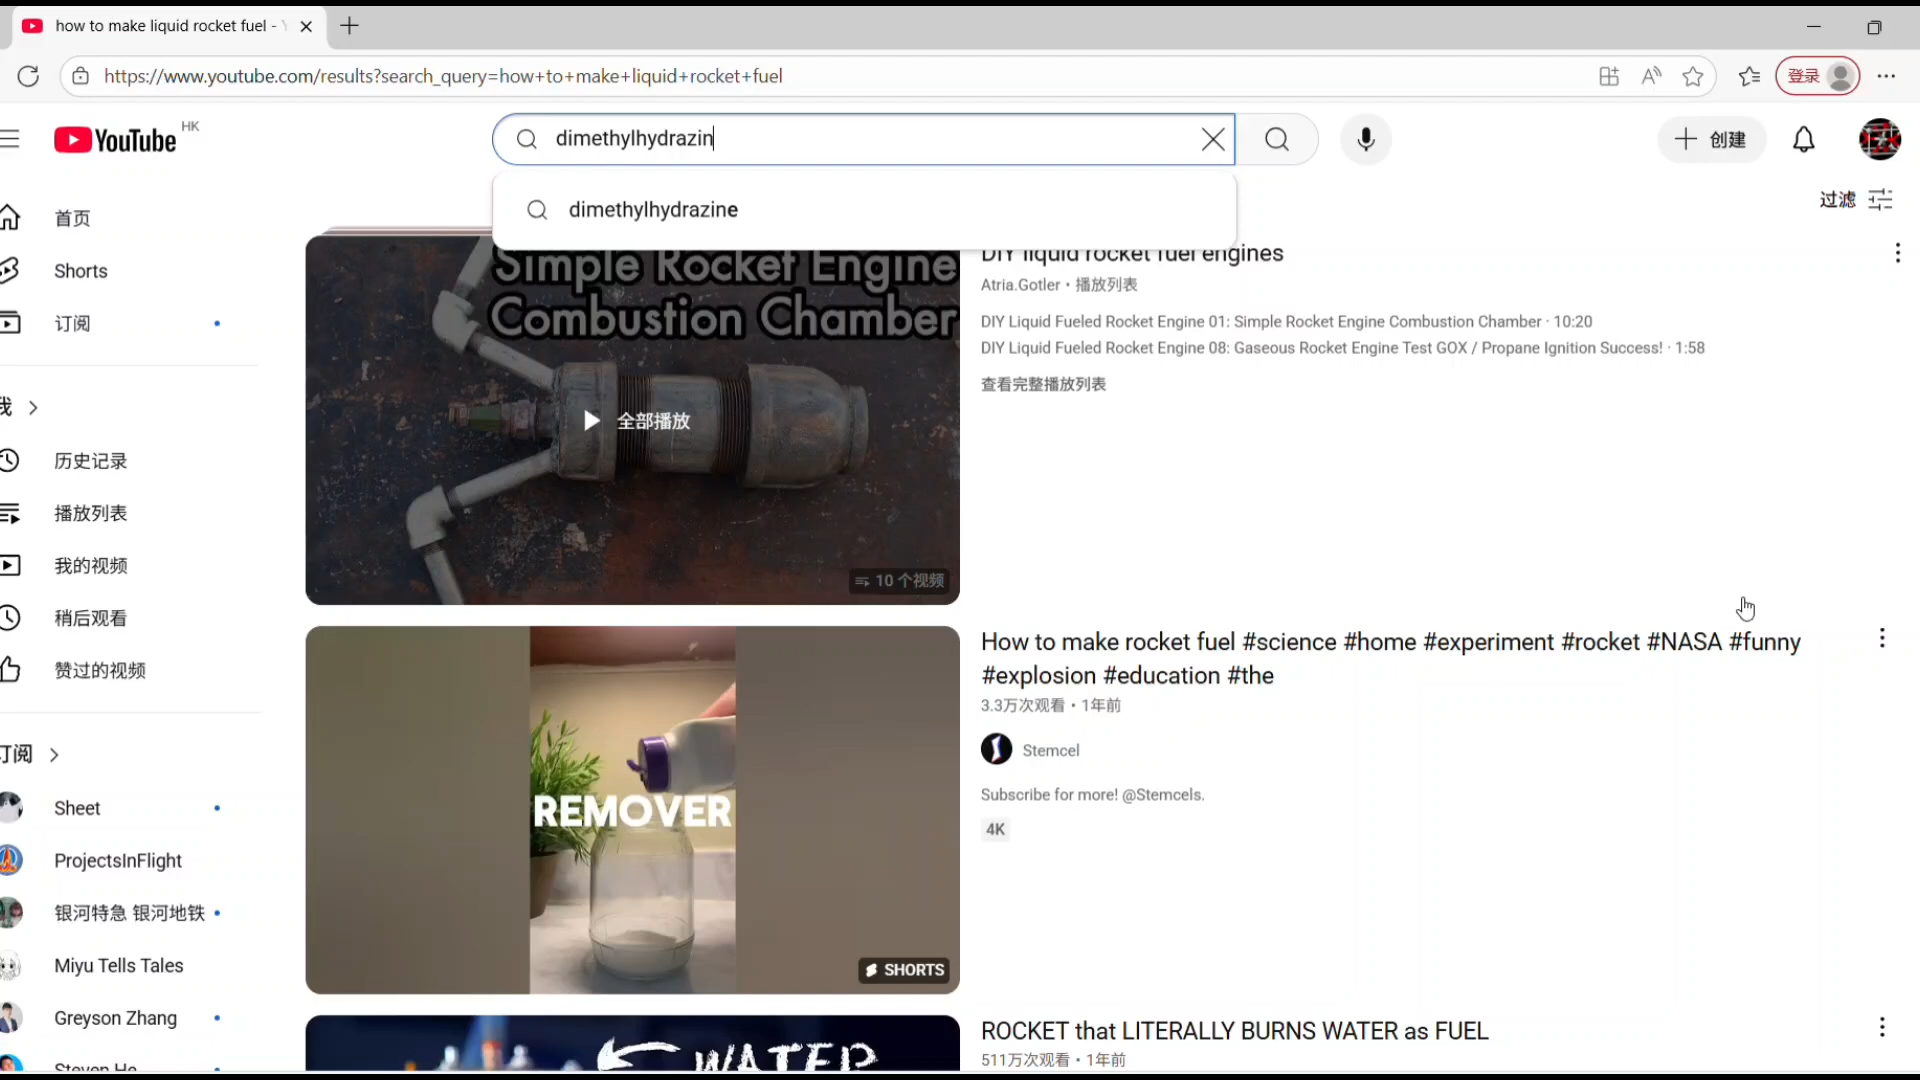 how to make liquid rocket fuel -
https://www.youtube.com/results?search_query=how+to+make+liquid+rocket+fuel
登录
YouTube HK
dimethylhydrazin
创建
dimethylhydrazine
过滤
首页
Shorts
订阅
我
历史记录
播放列表
我的视频
稍后观看
赞过的视频
订阅
Sheet
ProjectsInFlight
银河特急 银河地铁
Miyu Tells Tales
Greyson Zhang
Steven He
Simple Rocket Engine
Combustion Chamber
全部播放
10 个视频
DIY liquid rocket fuel engines
Atria.Gotler • 播放列表
DIY Liquid Fueled Rocket Engine 01: Simple Rocket Engine Combustion Chamber · 10:20
DIY Liquid Fueled Rocket Engine 08: Gaseous Rocket Engine Test GOX / Propane Ignition Success! · 1:58
查看完整播放列表
REMOVER
SHORTS
How to make rocket fuel #science #home #experiment #rocket #NASA #funny
#explosion #education #the
3.3万次观看 • 1年前
Stemcel
Subscribe for more! @Stemcels.
4K
WATER
ROCKET that LITERALLY BURNS WATER as FUEL
511万次观看 • 1年前